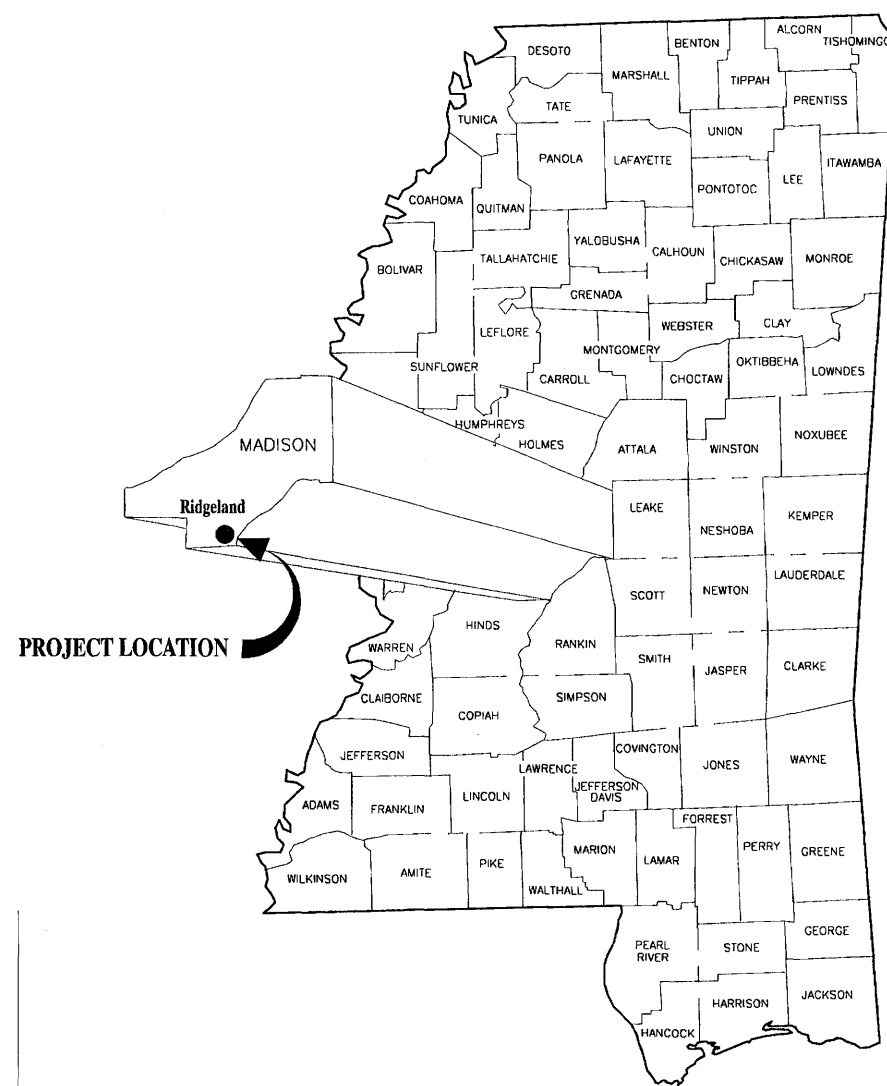 ALCORN
TISHOMINGO
BENTON
DESOTO
MARSHALL
TIPPAH
PRENTISS
TATE
TUNICA
UNION
PANOLA
LAFAYETTE
ITAWAMBA
LEE
PONTOTOC
COAHOMA
QUITMAN
YALOBUSHA
CALHOUN
TALLAHATCHIE
CHICKASAW
MONROE
BOLIVAR
GRENADA
WEBSTER
CLAY
LEFLORE
MONTGOMERY
OKTIBBEHA
SUNFLOWER
CARROLL
CHOCTAW
LOWNDES
HUMPHREYS
HOLMES
ATTALA
WINSTON
NOXUBEE
MADISON
LEAKE
Ridgeland
NESHOBA
KEMPER
LAUDERDALE
SCOTT
NEWTON
HINDS
PROJECT LOCATION
WARREN
RANKIN
SMITH
JASPER
CLARKE
CLAIBORNE
SIMPSON
COPIAH
JEFFERSON
COVINGTON
LAWRENCE
JONES
WAYNE
JEFFERSON
DAVIS
ADAMS
FRANKLIN
LINCOLN
FORREST
MARION
LAMAR
PERRY
GREENE
WILKINSON
AMITE
PIKE
WALTHALL
GEORGE
PEARL
RIVER
STONE
HARRISON
JACKSON
HANCOCK